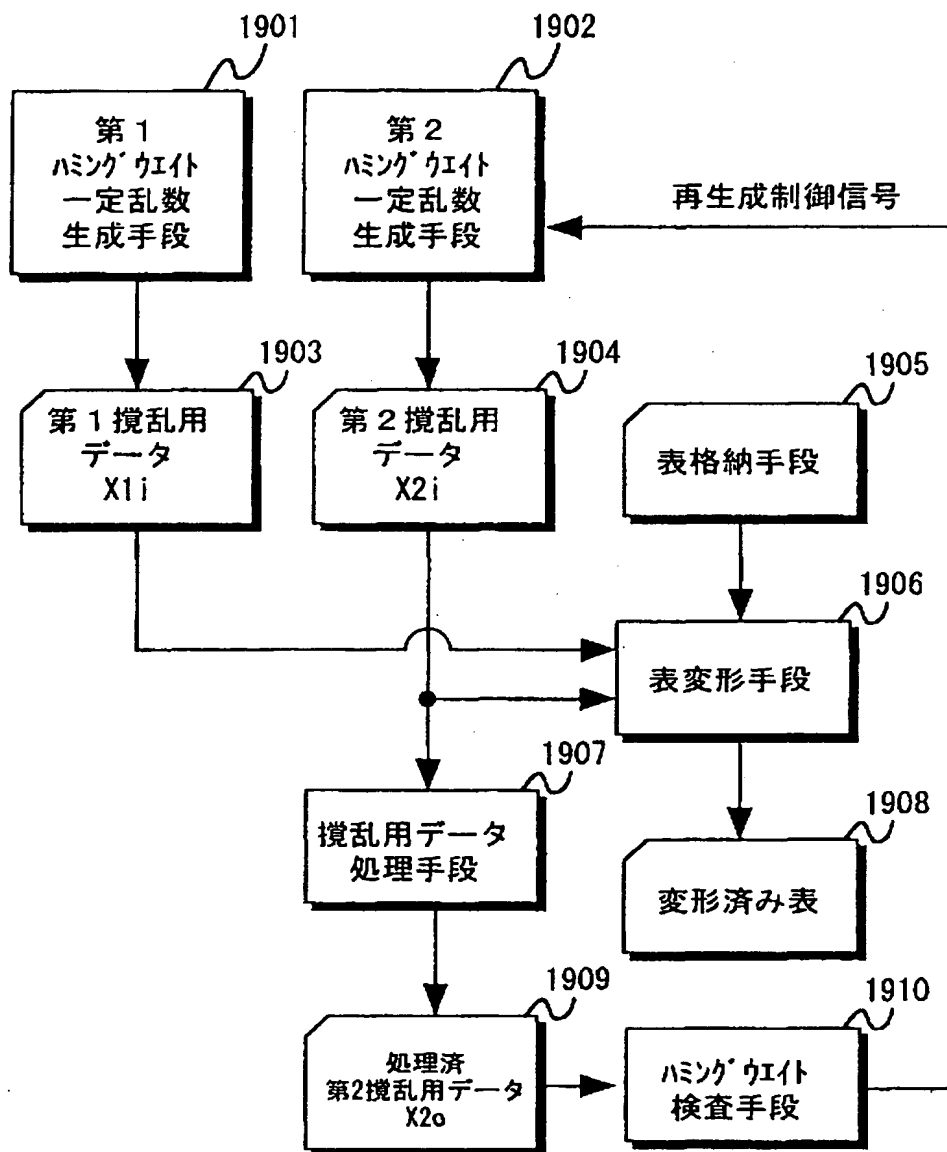 1901
1902
第1
ハミングウエイト
一定乱数
生成手段
第2
ハミングウエイト
一定乱数
生成手段
再生成制御信号
1903
1904
1905
第1撹乱用
データ
X1i
第2撹乱用
データ
X2i
表格納手段
1906
表変形手段
1907
撹乱用データ
処理手段
1908
変形済み表
1909
処理済
第2撹乱用データ
X2o
1910
ハミングウエイト
検査手段